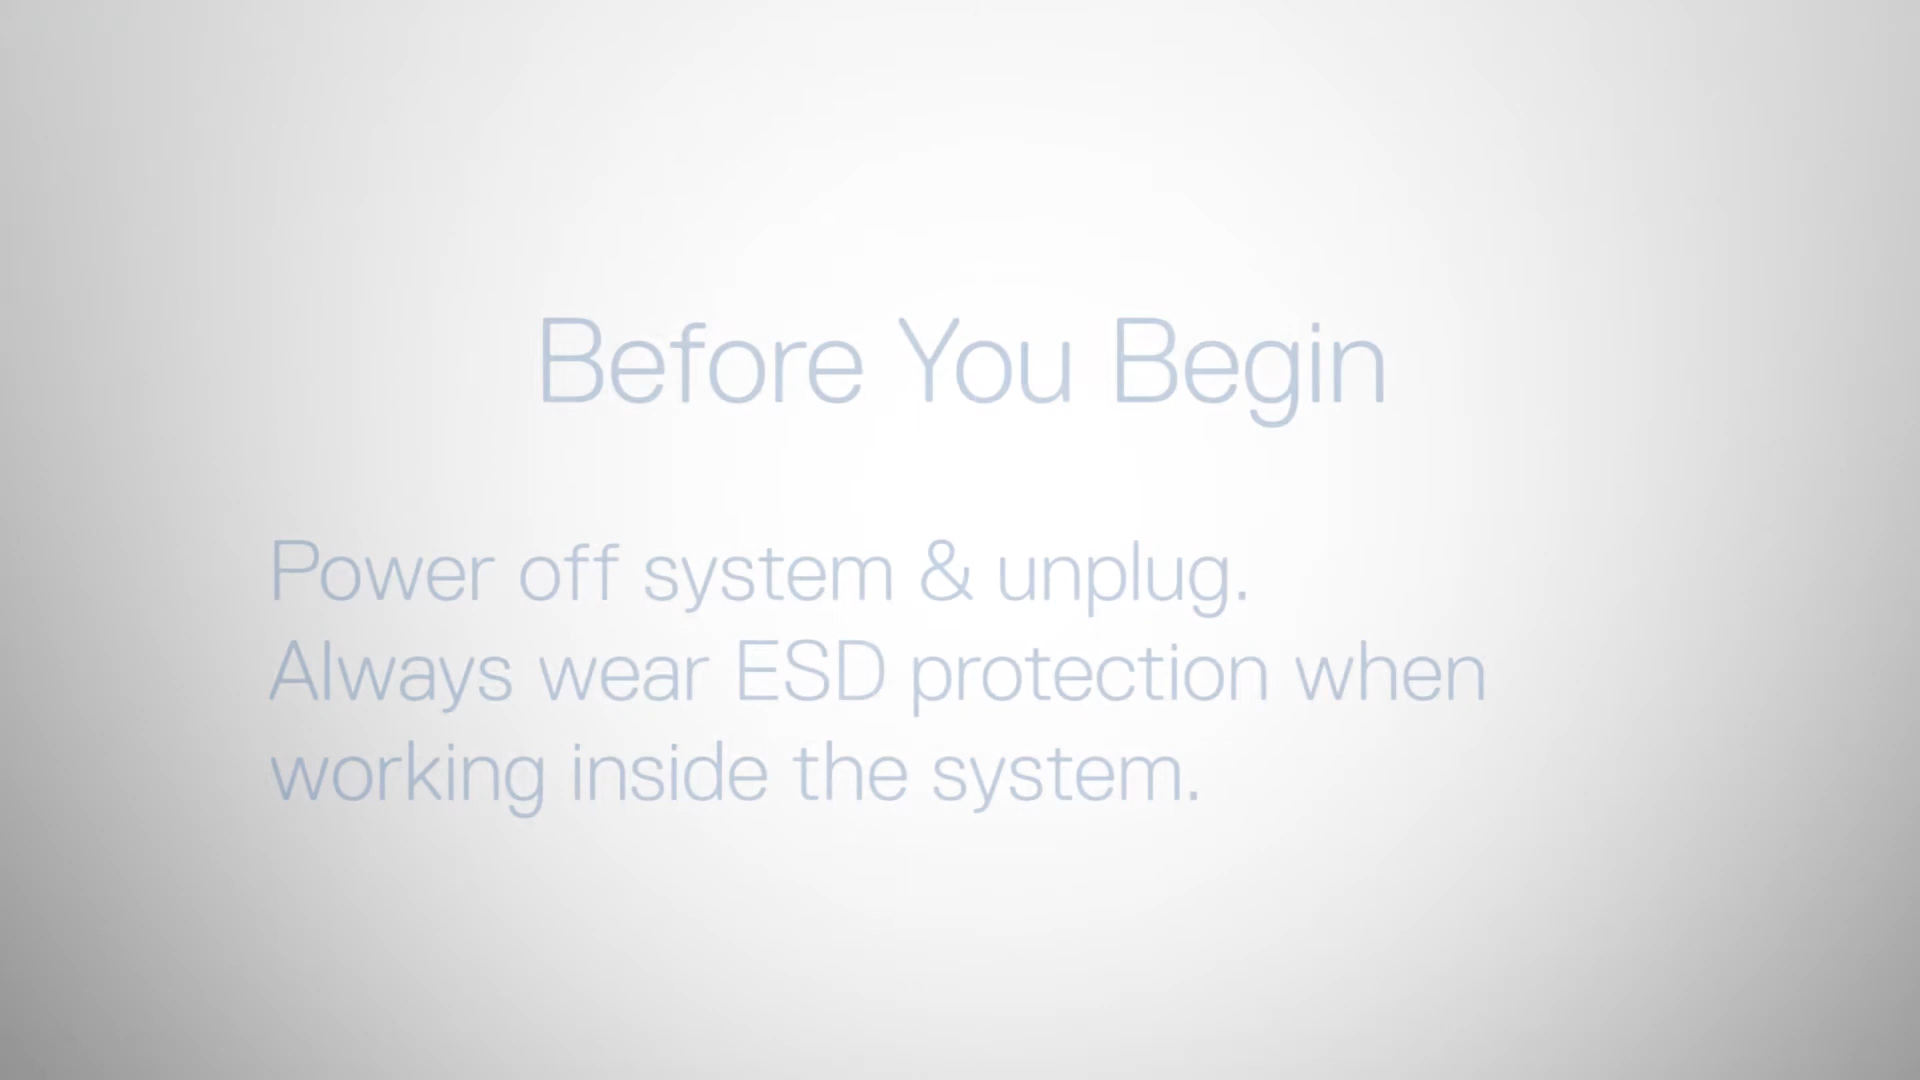 Before You Begin
Power off system & unplug.
Always wear ESD protection when
working inside the system.